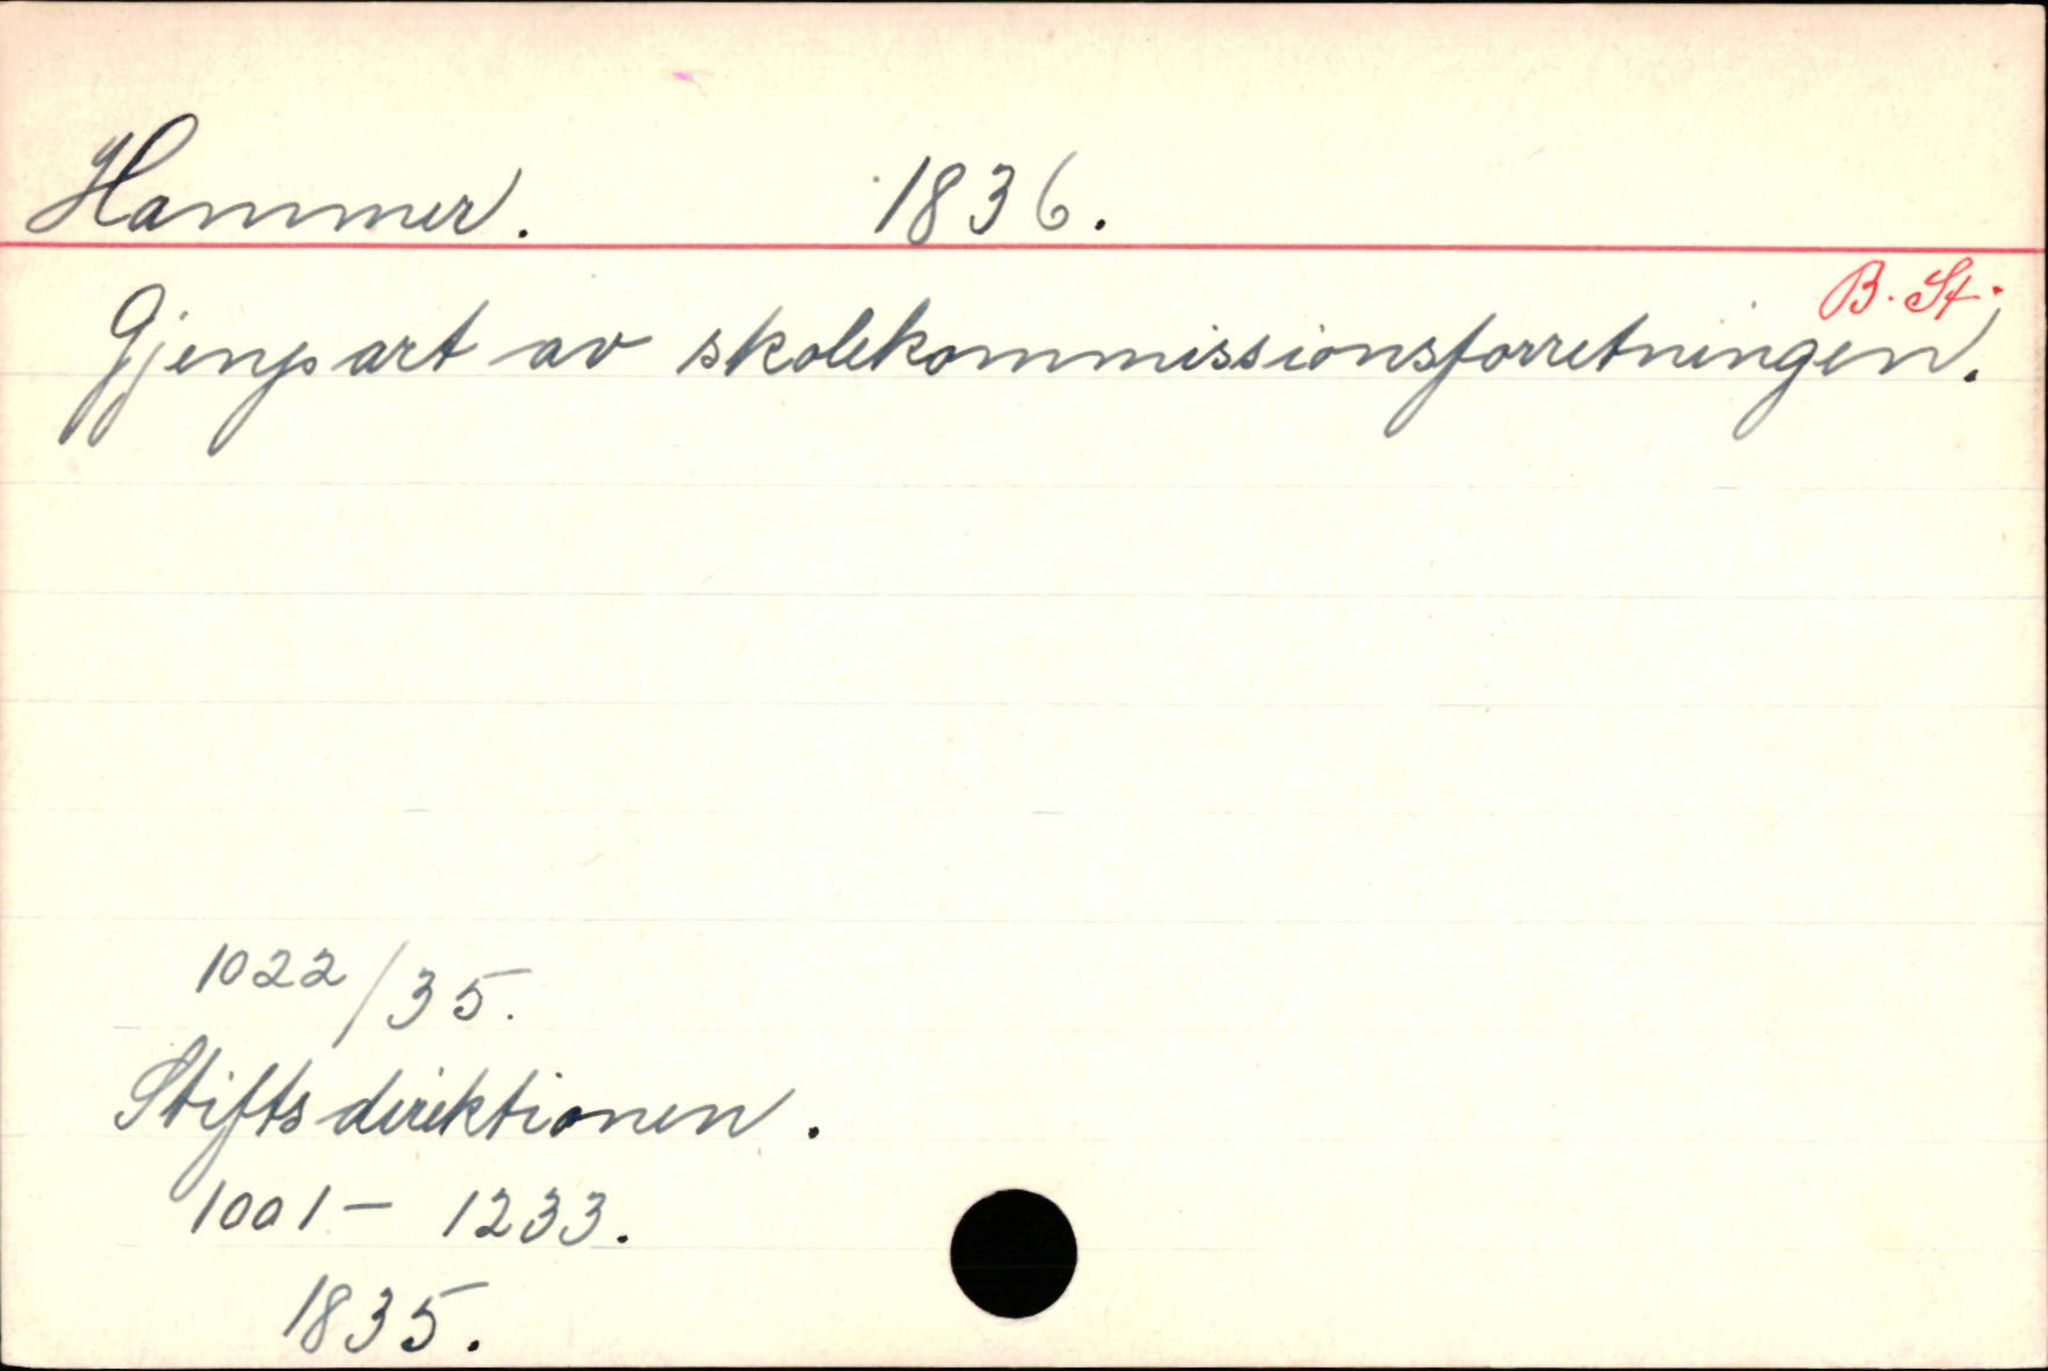 Hammer. 1836.
B. St.
Gjenpart av skolekommissionsforretningen.
1022/35.
Stiftsdirektionen.
1001 - 1233.
1835.